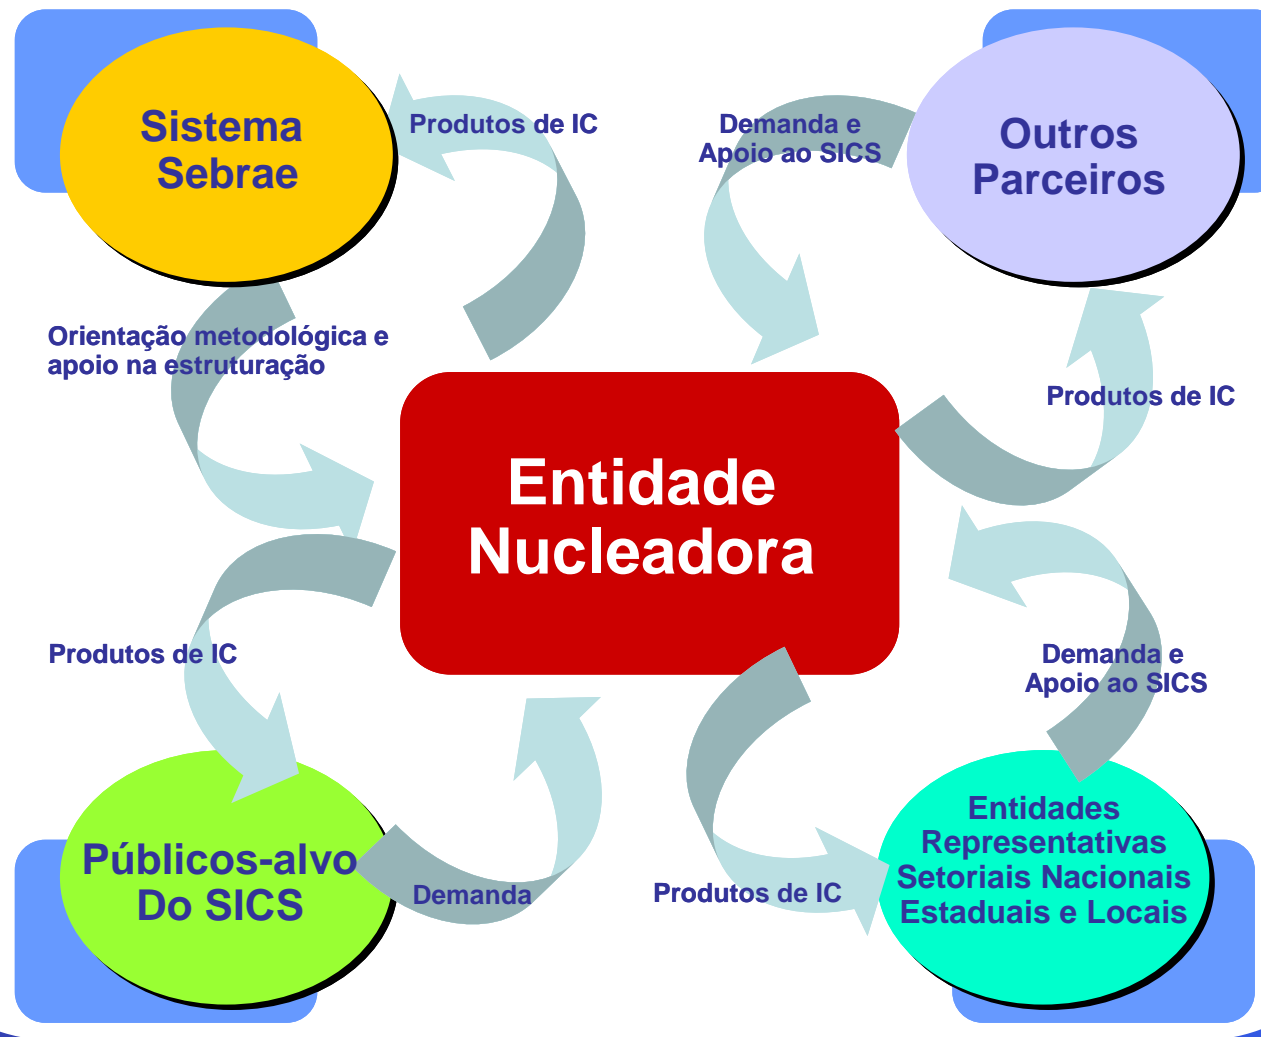 Sistema
Sebrae
Produtos de IC
Demanda e
Apoio ao SICS
Outros
Parceiros
Orientação metodológica e
apoio na estruturação
Produtos de IC
Entidade
Nucleadora
Produtos de IC
Demanda e
Apoio ao SICS
Públicos-alvo
Do SICS
Demanda
Produtos de IC
Entidades
Representativas
Setoriais Nacionais
Estaduais e Locais